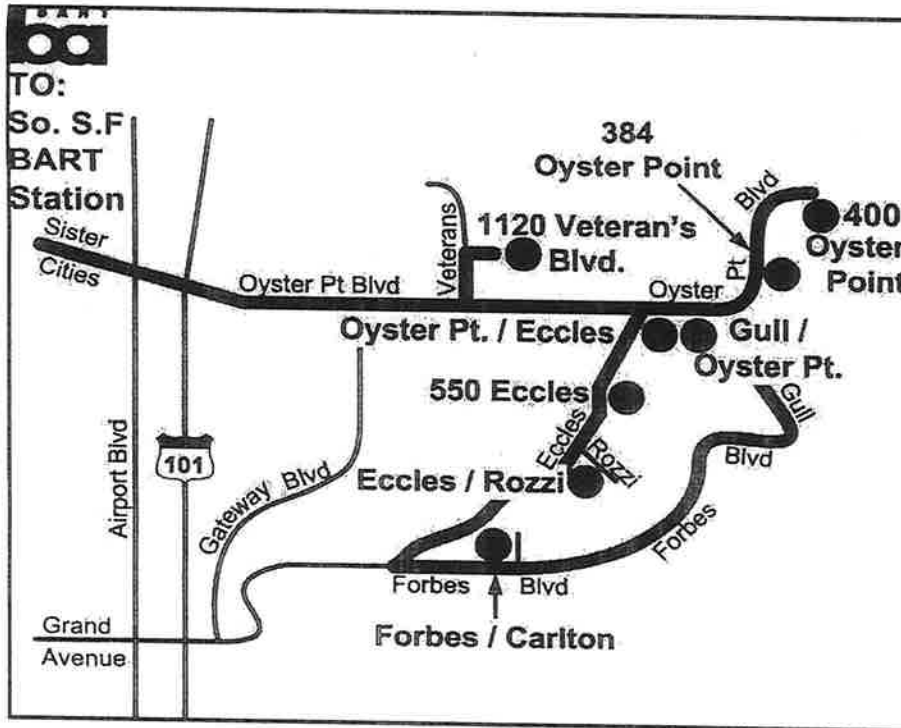 BART
ba
TO:
So. S.F
BART
Station
384
Oyster Point
Blvd
400
Oyster
Point
Sister
Cities
Veterans
1120 Veteran's
Blvd.
Pt
Oyster Pt Blvd
Oyster
Oyster Pt. / Eccles
Gull /
Oyster Pt.
550 Eccles
Gull
Eccles
Rozzi
Blvd
Airport Blvd
101
Gateway Blvd
Eccles / Rozzi
Forbes
Forbes
Blvd
Grand
Avenue
Forbes / Carlton